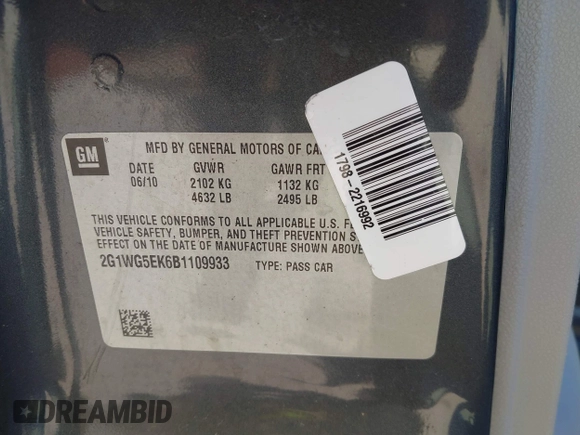 GM
MFD BY GENERAL MOTORS OF CA
DATE GVWR GAWR FRT
06/10 2102 KG 1132 KG
4632 LB 2495 LB
THIS VEHICLE CONFORMS TO ALL APPLICABLE U.S. F
VEHICLE SAFETY, BUMPER, AND THEFT PREVENTION S
EFFECT ON THE DATE OF MANUFACTURE SHOWN ABOVE.
2G1WG5EK6B1109933 TYPE: PASS CAR
1798-2216992
DREAMBID